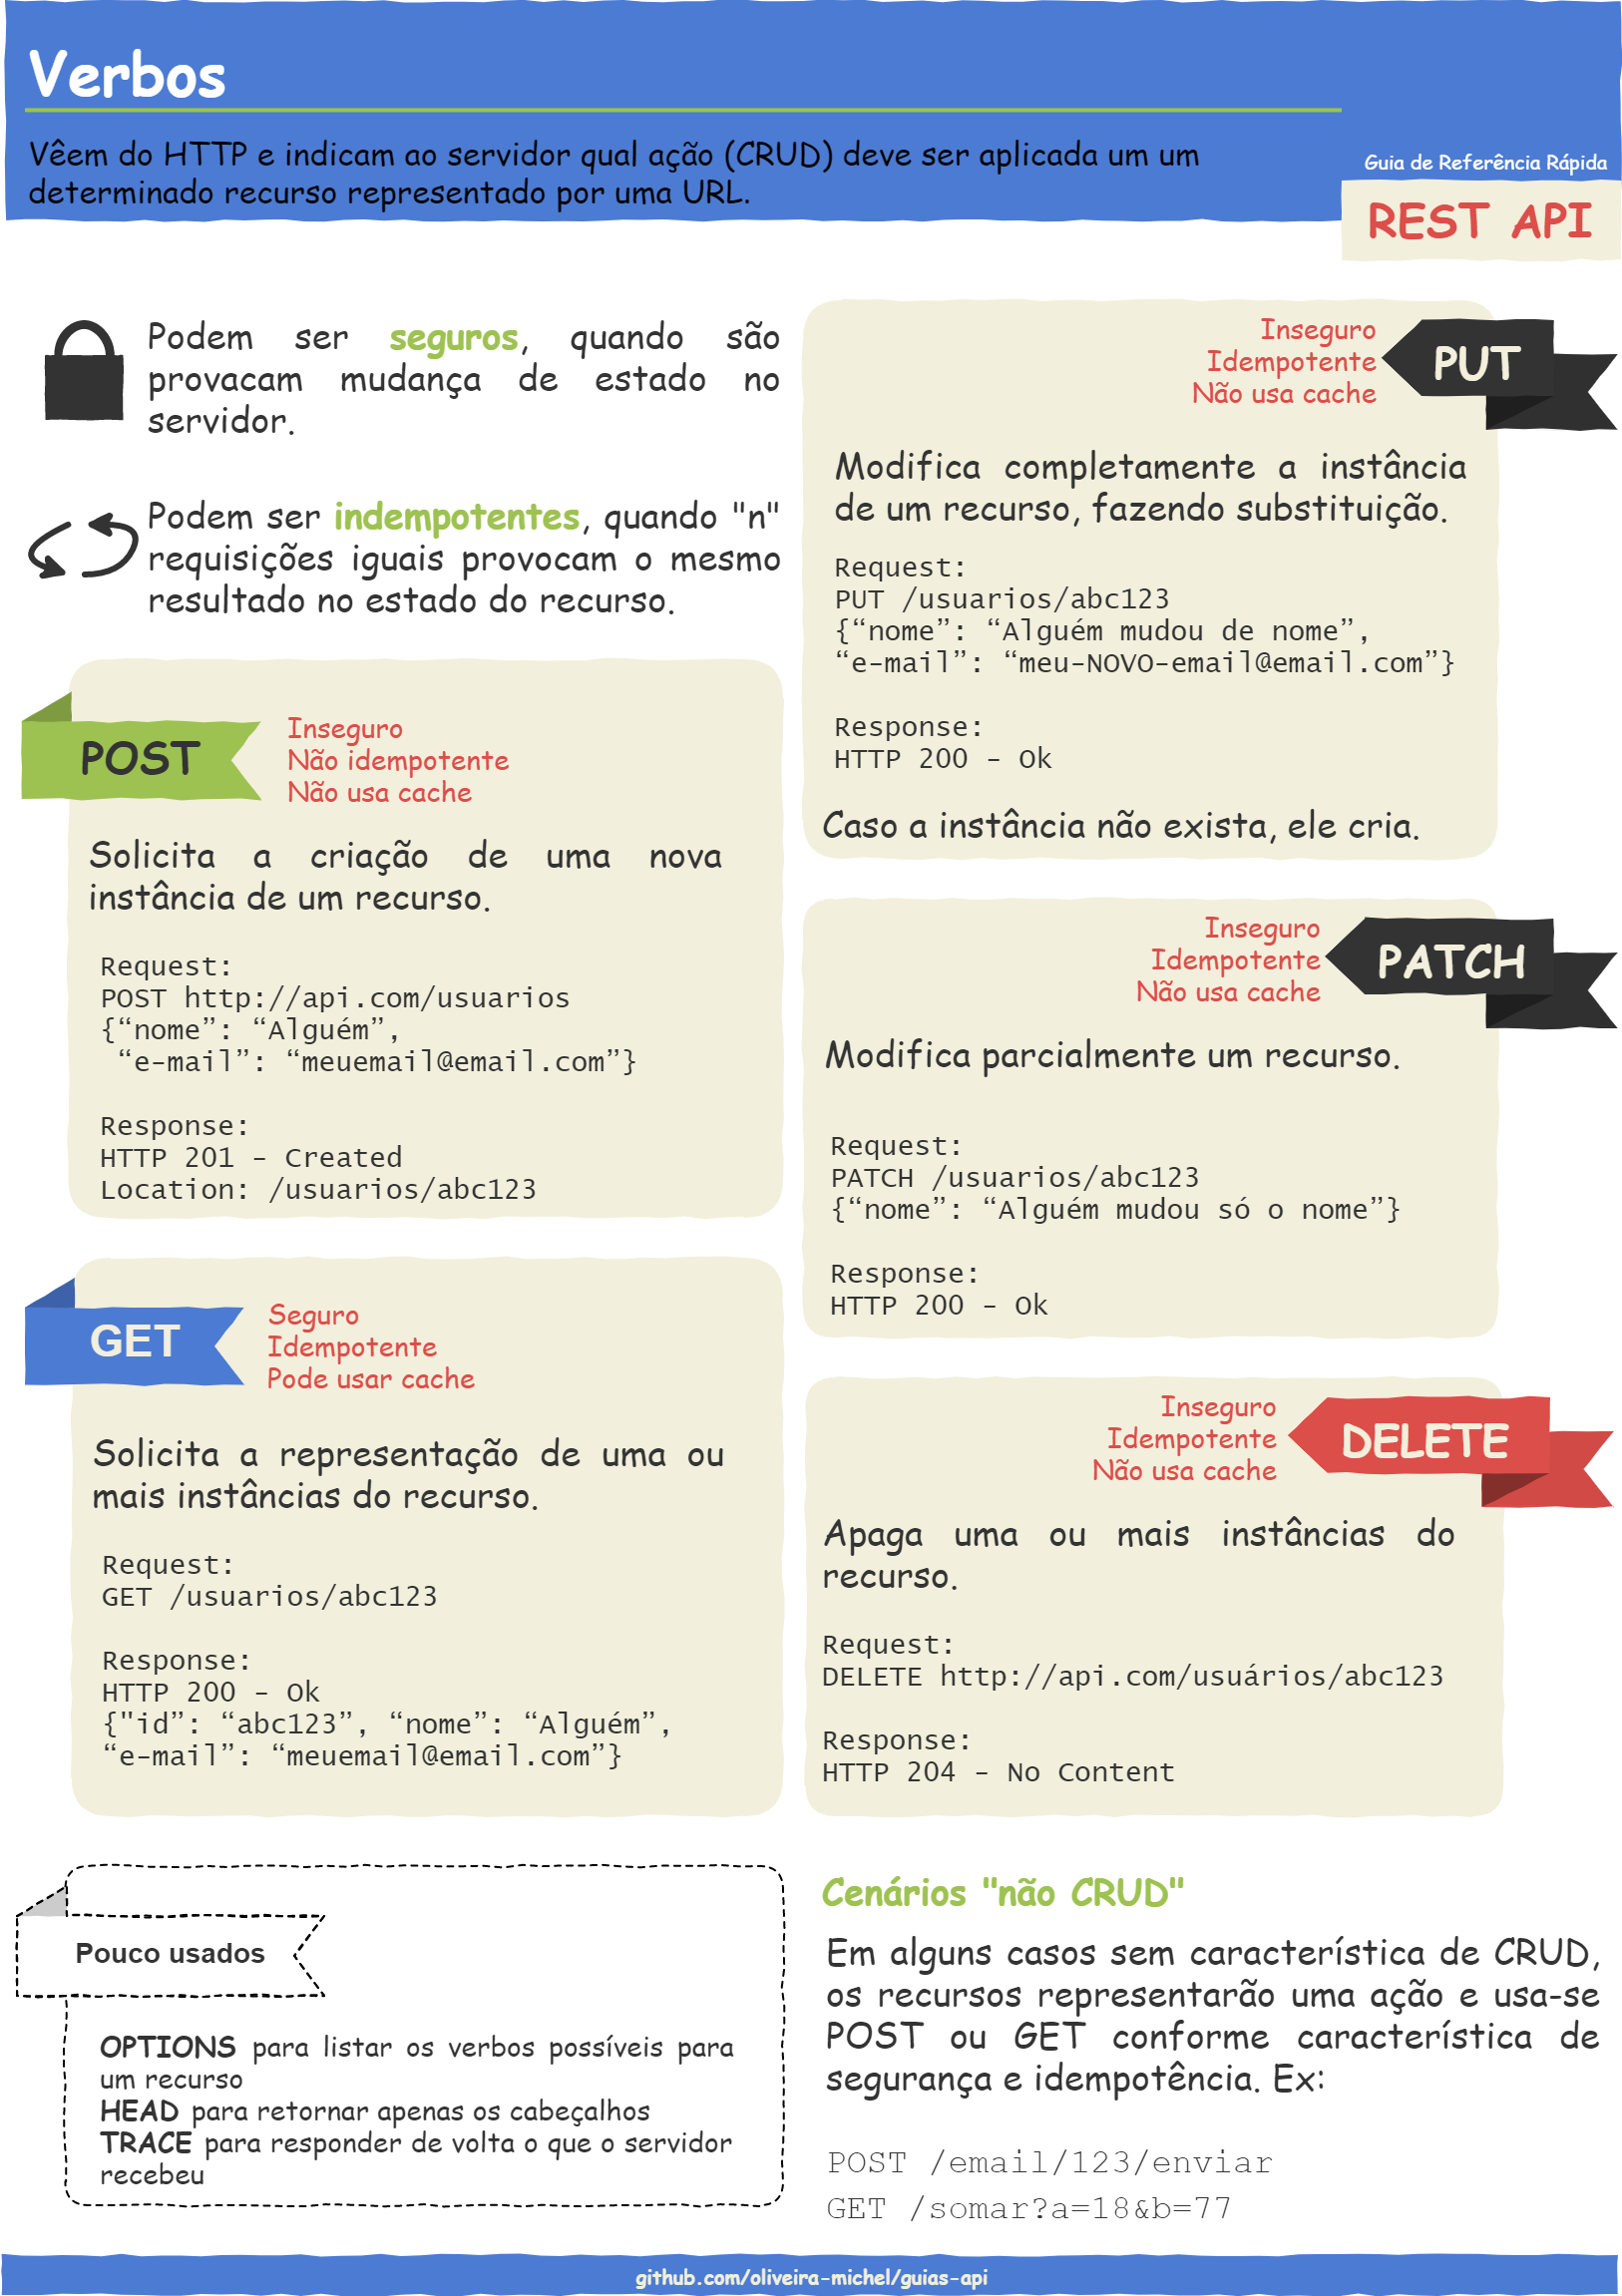 Verbos
Vêem do HTTP e indicam ao servidor qual ação (CRUD) deve ser aplicada um um
determinado recurso representado por uma URL.
Guia de Referência Rápida
REST API
Podem ser seguros, quando são
provacam mudança de estado no
servidor.
Podem ser indempotentes, quando "n"
requisições iguais provocam o mesmo
resultado no estado do recurso.
POST
Inseguro
Não idempotente
Não usa cache
Solicita a criação de uma nova
instância de um recurso.
Request:
POST http://api.com/usuarios
{“nome”: “Alguém”,
“e-mail”: “meuemail@email.com”}
Response:
HTTP 201 - Created
Location: /usuarios/abc123
GET
Seguro
Idempotente
Pode usar cache
Solicita a representação de uma ou
mais instâncias do recurso.
Request:
GET /usuarios/abc123
Response:
HTTP 200 - Ok
{"id”: “abc123”, “nome”: “Alguém”,
“e-mail”: “meuemail@email.com”}
Pouco usados
OPTIONS para listar os verbos possíveis para
um recurso
HEAD para retornar apenas os cabeçalhos
TRACE para responder de volta o que o servidor
recebeu
Inseguro
Idempotente
Não usa cache
PUT
Modifica completamente a instância
de um recurso, fazendo substituição.
Request:
PUT /usuarios/abc123
{“nome”: “Alguém mudou de nome”,
“e-mail”: “meu-NOVO-email@email.com”}
Response:
HTTP 200 - Ok
Caso a instância não exista, ele cria.
Inseguro
Idempotente
Não usa cache
PATCH
Modifica parcialmente um recurso.
Request:
PATCH /usuarios/abc123
{“nome”: “Alguém mudou só o nome”}
Response:
HTTP 200 - Ok
Inseguro
Idempotente
Não usa cache
DELETE
Apaga uma ou mais instâncias do
recurso.
Request:
DELETE http://api.com/usuários/abc123
Response:
HTTP 204 - No Content
Cenários "não CRUD"
Em alguns casos sem característica de CRUD,
os recursos representarão uma ação e usa-se
POST ou GET conforme característica de
segurança e idempotência. Ex:
POST /email/123/enviar
GET /somar?a=18&b=77
github.com/oliveira-michel/guias-api